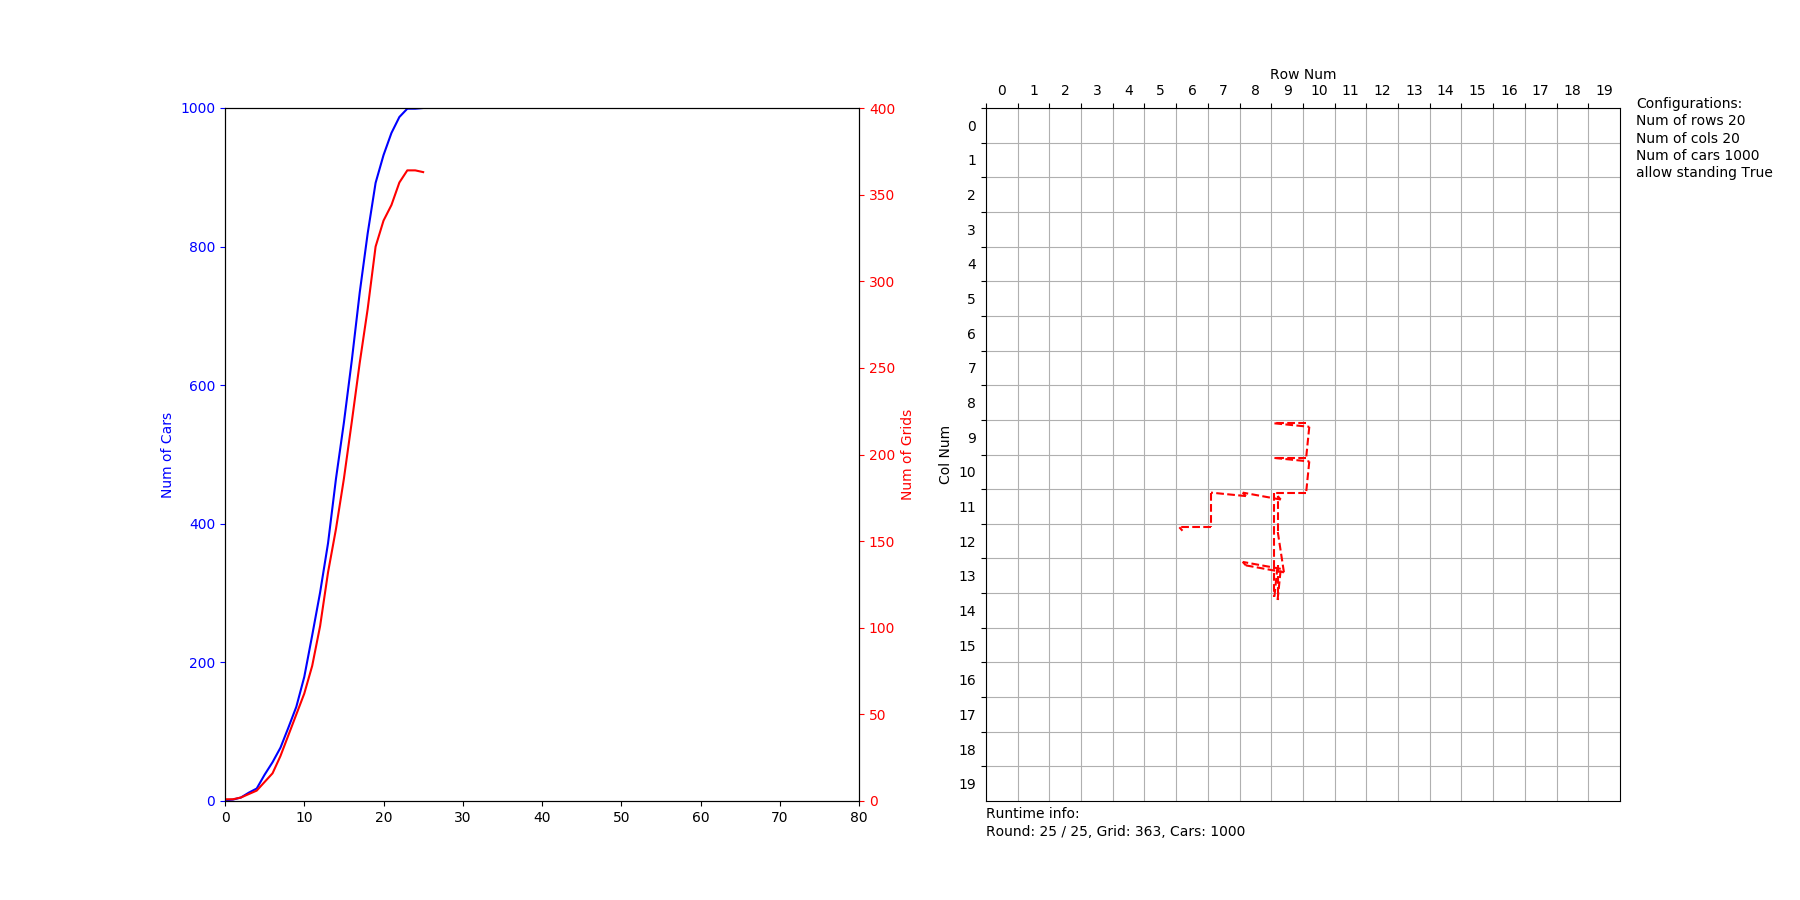 1000
800
600
400
200
0
Num of Cars
0 10 20 30 40 50 60 70 80
400
350
300
250
200
150
100
50
0
Num of Grids
Row Num
0 1 2 3 4 5 6 7 8 9 10 11 12 13 14 15 16 17 18 19
Col Num
0
1
2
3
4
5
6
7
8
9
10
11
12
13
14
15
16
17
18
19
Configurations:
Num of rows 20
Num of cols 20
Num of cars 1000
allow standing True
Runtime info:
Round: 25 / 25, Grid: 363, Cars: 1000